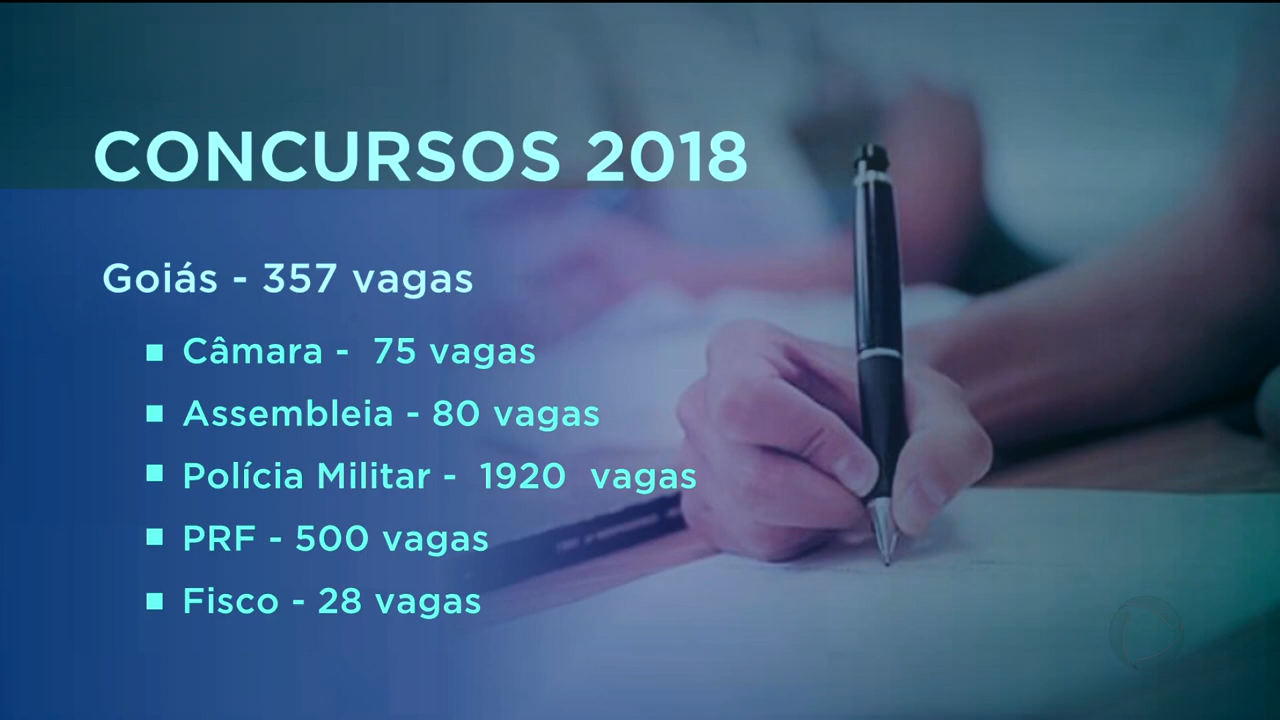 CONCURSOS 2018
Goiás - 357 vagas
Câmara - 75 vagas
Assembleia - 80 vagas
Polícia Militar - 1920 vagas
PRF - 500 vagas
Fisco - 28 vagas